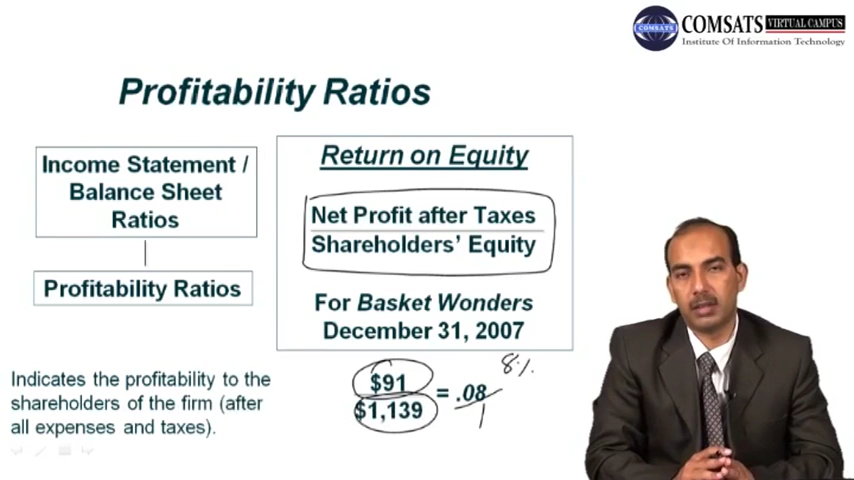 COMSATS VIRTUAL CAMPUS
COMSATS
Institute Of Information Technology
Profitability Ratios
Income Statement /
Balance Sheet
Ratios
Profitability Ratios
Indicates the profitability to the
shareholders of the firm (after
all expenses and taxes).
Return on Equity
Net Profit after Taxes
Shareholders' Equity
For Basket Wonders
December 31, 2007
$91
$1,139
= .08
1
8%